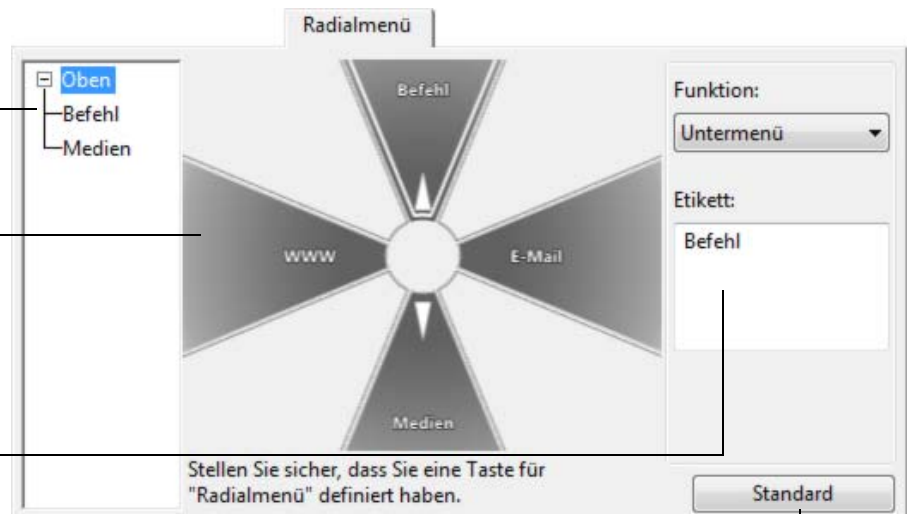 Radialmenü
Oben
Befehl
Medien
Befehl
WWW
E-Mail
Medien
Stellen Sie sicher, dass Sie eine Taste für
"Radialmenü" definiert haben.
Funktion:
Untermenü
Etikett:
Befehl
Standard